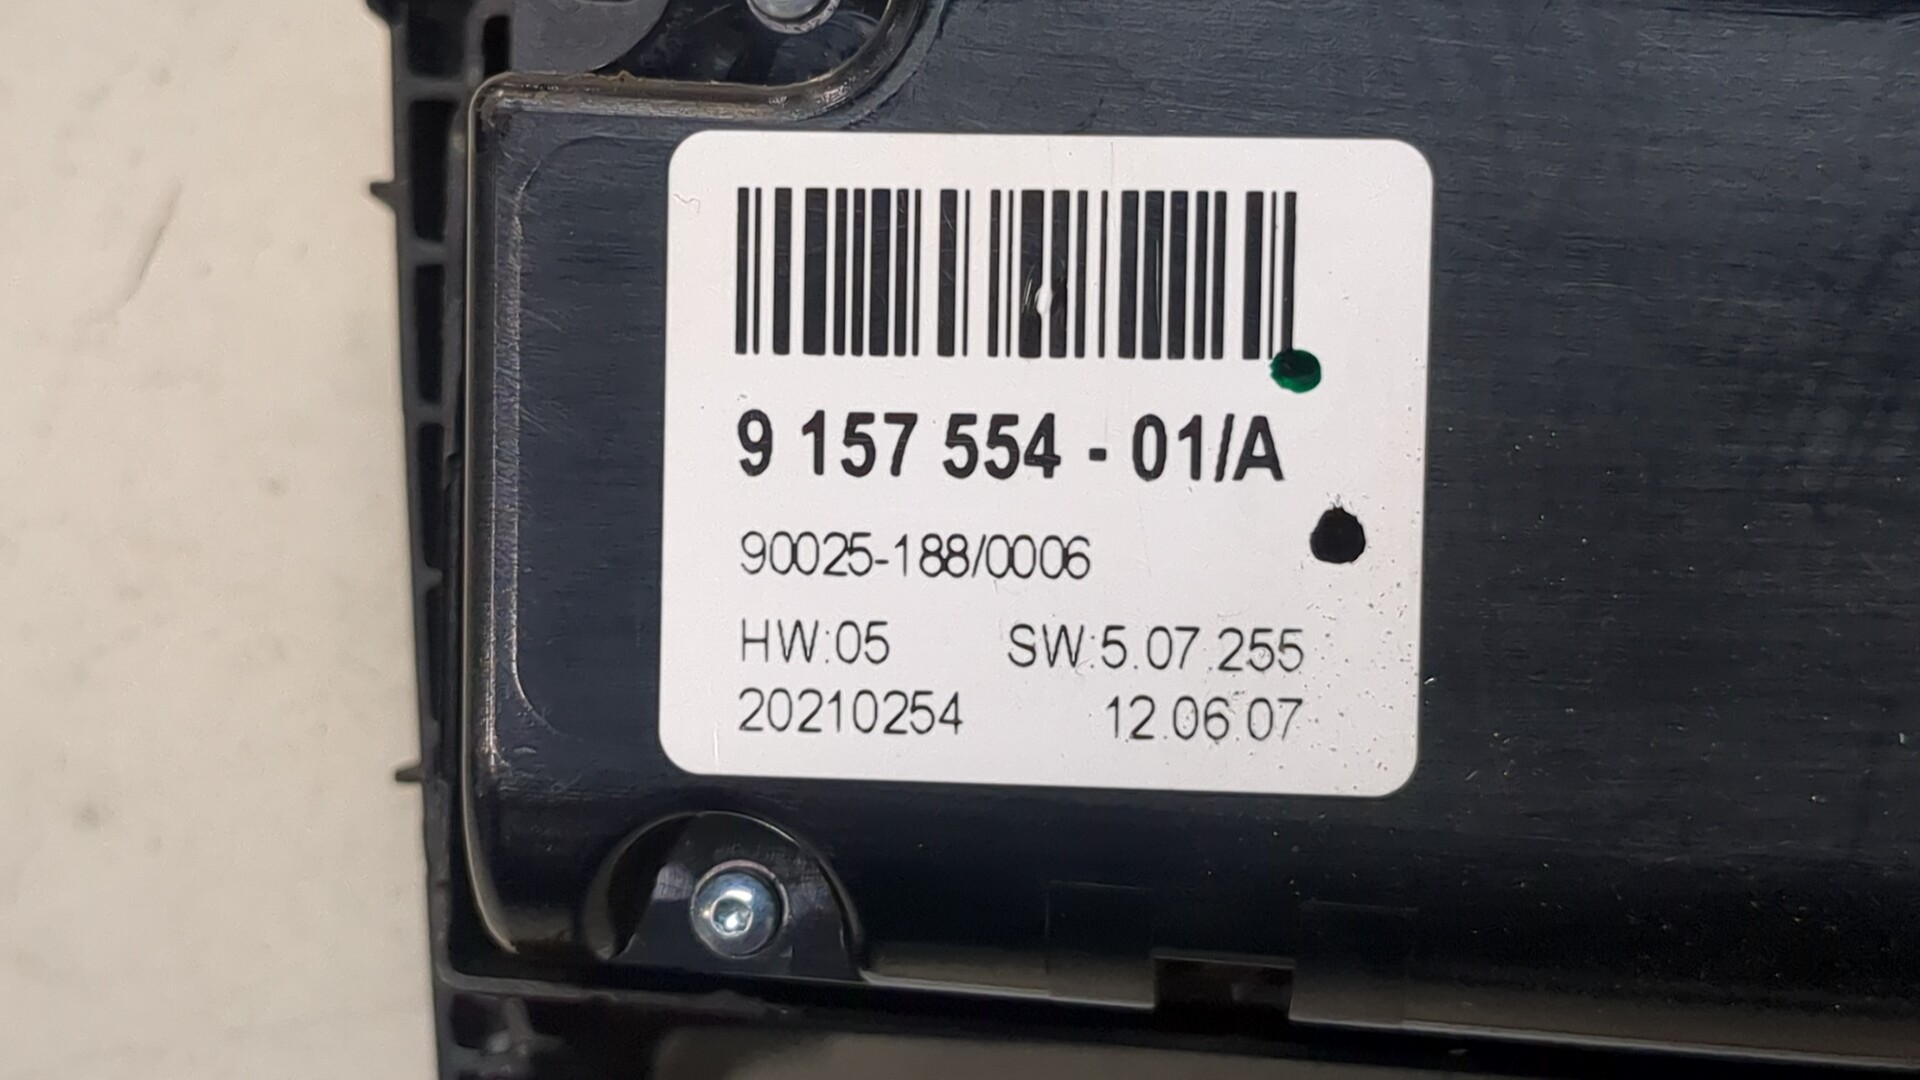 9 157 554 - 01/A
90025-188/0006
HW:05 SW:5.07.255
20210254 12.06.07